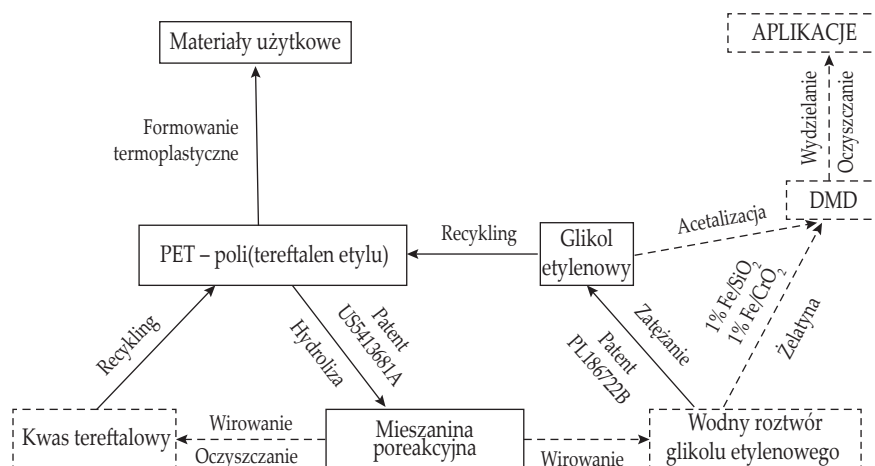 Materiały użytkowe
APLIKACJE
Formowanie
termoplastyczne
Wydzielanie
Oczyszczanie
DMD
Acetalizacja
PET – poli(tereftalen etylu)
Recykling
Glikol
etylenowy
Recykling
Patent
US5413681A
Hydroliza
Zatężanie
Patent
PL186722B
1% Fe/SiO₂
1% Fe/CrO₂
Żelatyna
Kwas tereftalowy
Wirowanie
Oczyszczanie
Mieszanina
poreakcyjna
Wirowanie
Wodny roztwór
glikolu etylenowego